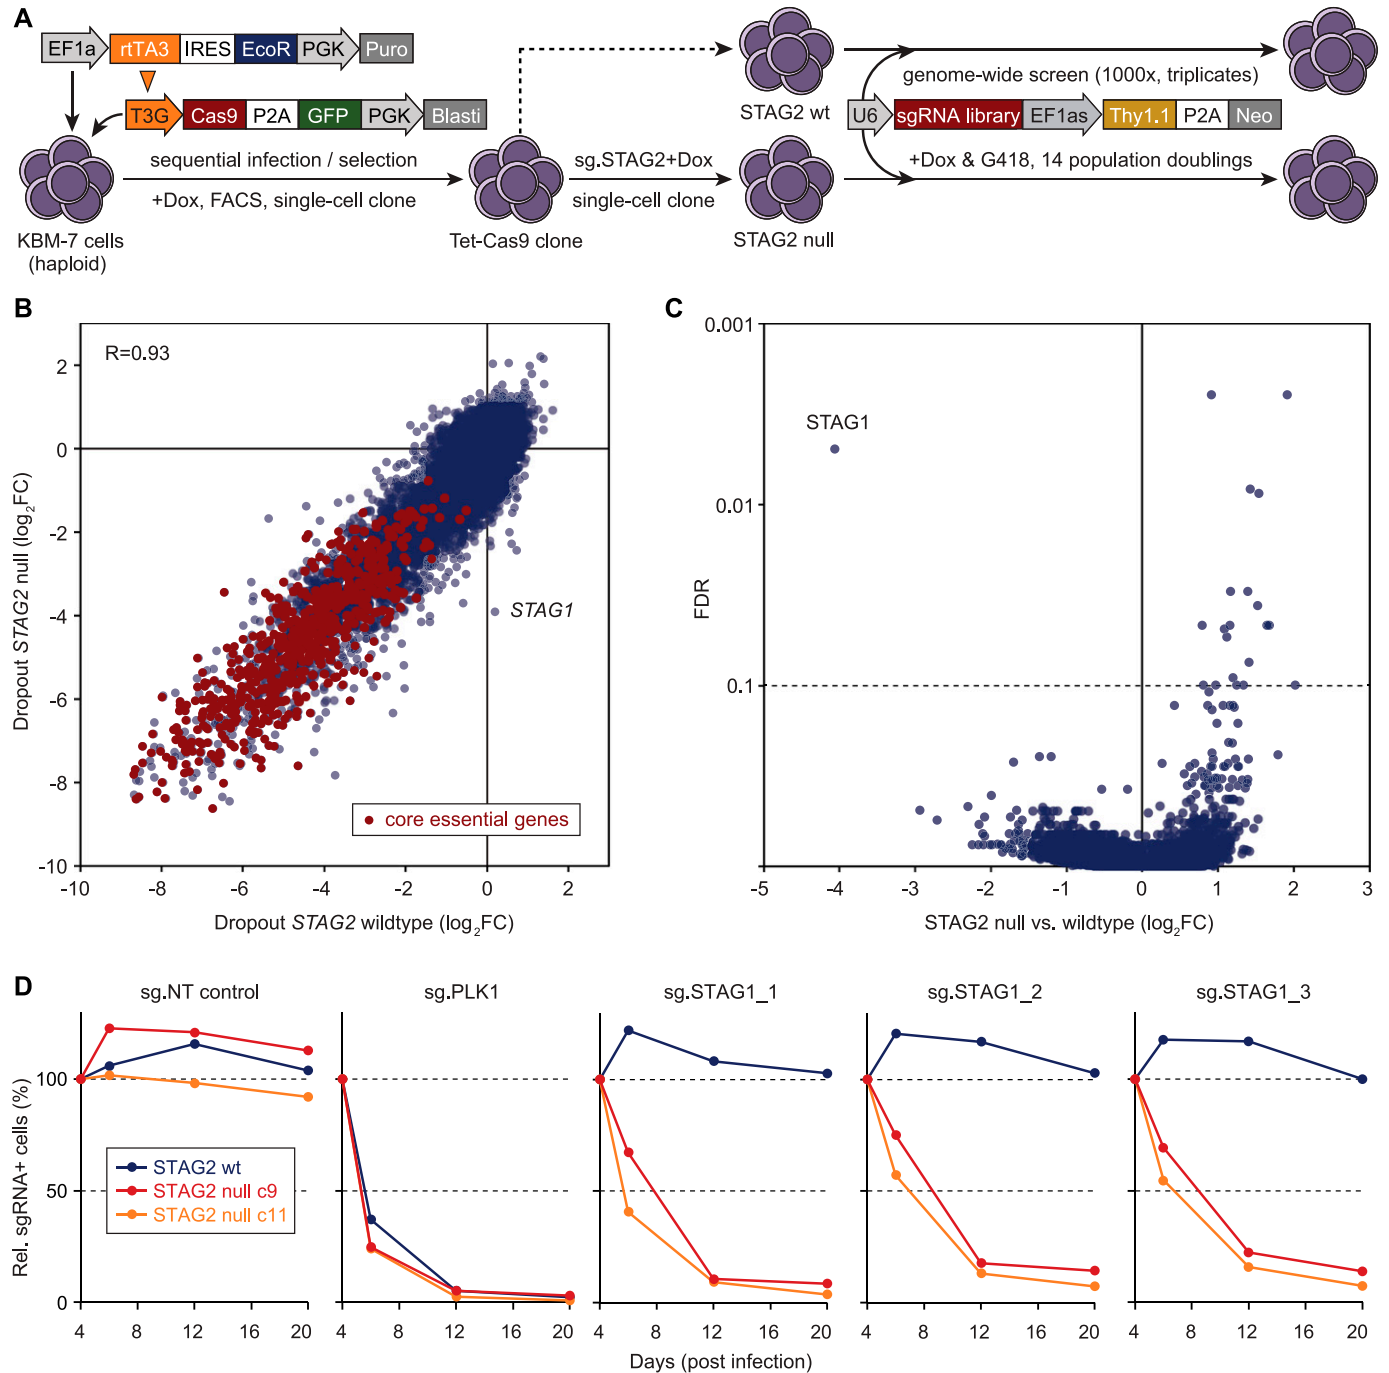 A
EF1a rtTA3 IRES EcoR PGK Puro
T3G Cas9 P2A GFP PGK Blasti
sequential infection / selection
+Dox, FACS, single-cell clone
KBM-7 cells
(haploid)
Tet-Cas9 clone
sg.STAG2+Dox
single-cell clone
STAG2 wt
STAG2 null
genome-wide screen (1000x, triplicates)
U6 sgRNA library EF1as Thy1.1 P2A Neo
+Dox & G418, 14 population doublings
B
R=0.93
2
0
-2
-4
-6
-8
-10
Dropout STAG2 null (log2FC)
STAG1
core essential genes
-10 -8 -6 -4 -2 0 2
Dropout STAG2 wildtype (log2FC)
C
0.001
0.01
0.1
FDR
STAG1
-5 -4 -3 -2 -1 0 1 2 3
STAG2 null vs. wildtype (log2FC)
D
sg.NT control
sg.PLK1
sg.STAG1_1
sg.STAG1_2
sg.STAG1_3
Rel. sgRNA+ cells (%)
100
50
0
STAG2 wt
STAG2 null c9
STAG2 null c11
4 8 12 16 20
4 8 12 16 20
4 8 12 16 20
4 8 12 16 20
4 8 12 16 20
Days (post infection)